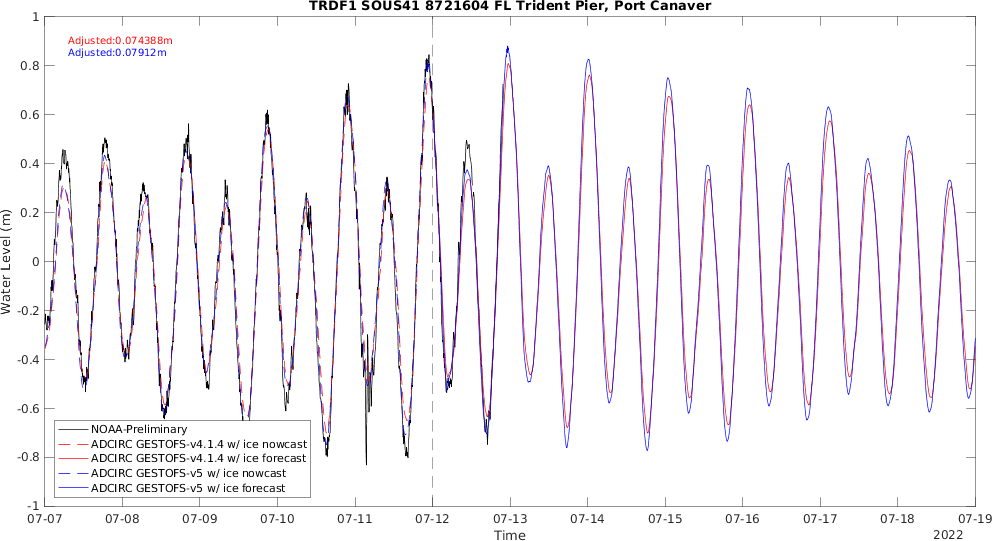 TRDF1 SOUS41 8721604 FL Trident Pier, Port Canaver
Adjusted:0.074388m
Adjusted:0.07912m
Water Level (m)
1
0.8
0.6
0.4
0.2
0
-0.2
-0.4
-0.6
-0.8
-1
NOAA-Preliminary
ADCIRC GESTOFS-v4.1.4 w/ ice nowcast
ADCIRC GESTOFS-v4.1.4 w/ ice forecast
ADCIRC GESTOFS-v5 w/ ice nowcast
ADCIRC GESTOFS-v5 w/ ice forecast
07-07 07-08 07-09 07-10 07-11 07-12 07-13 07-14 07-15 07-16 07-17 07-18 07-19
Time
2022